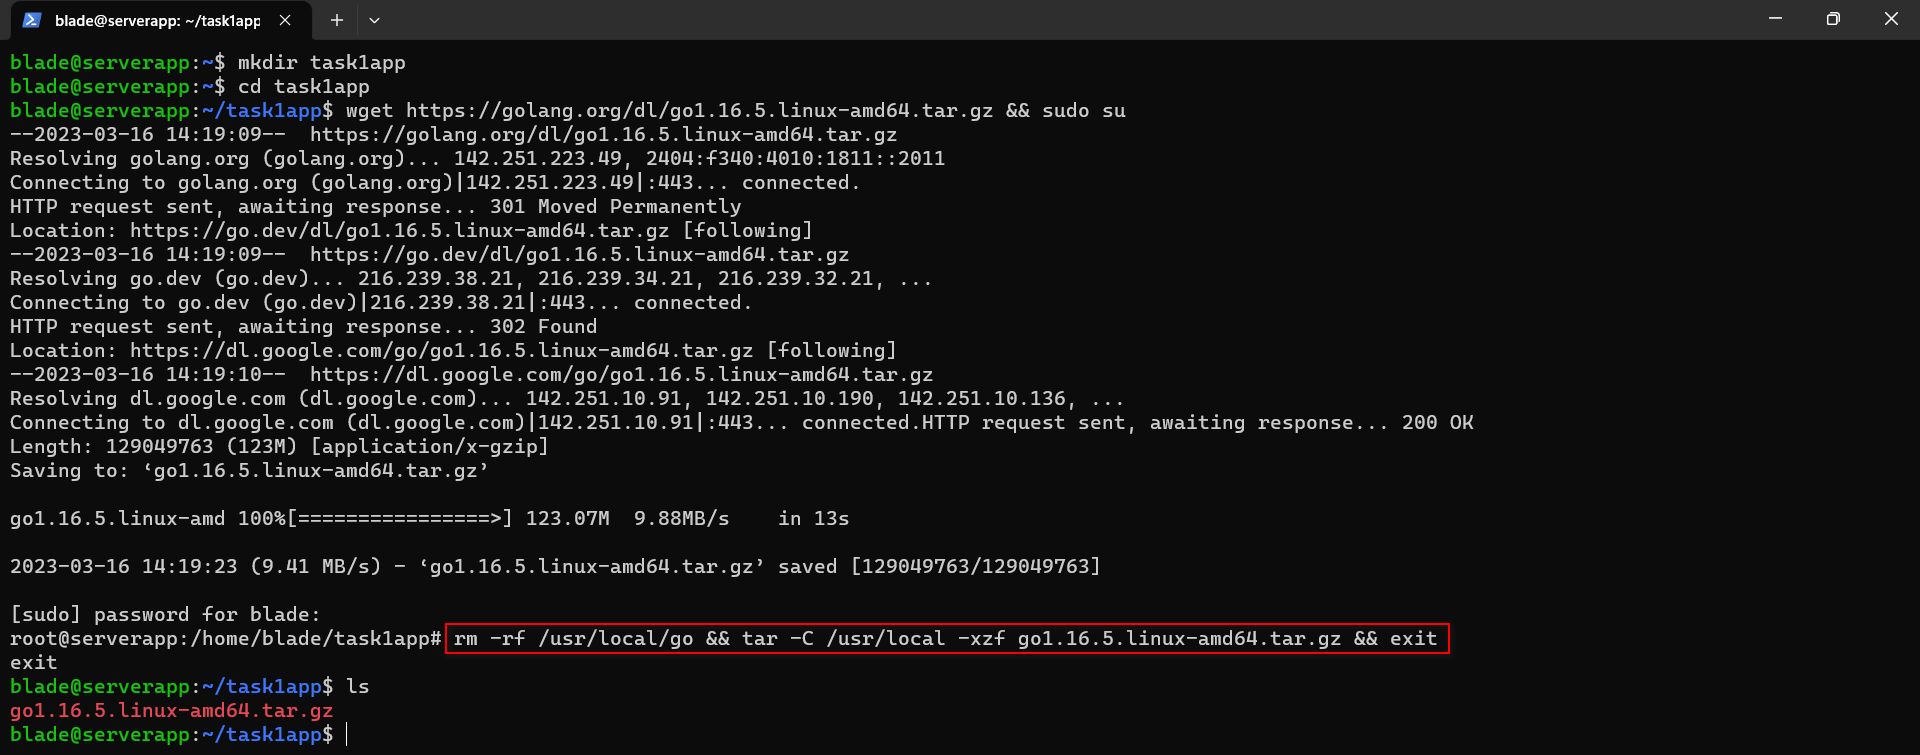 blade@serverapp: ~/task1app
blade@serverapp:~$ mkdir task1app
blade@serverapp:~$ cd task1app
blade@serverapp:~/task1app$ wget https://golang.org/dl/go1.16.5.linux-amd64.tar.gz && sudo su
--2023-03-16 14:19:09--  https://golang.org/dl/go1.16.5.linux-amd64.tar.gz
Resolving golang.org (golang.org)... 142.251.223.49, 2404:f340:4010:1811::2011
Connecting to golang.org (golang.org)|142.251.223.49|:443... connected.
HTTP request sent, awaiting response... 301 Moved Permanently
Location: https://go.dev/dl/go1.16.5.linux-amd64.tar.gz [following]
--2023-03-16 14:19:09--  https://go.dev/dl/go1.16.5.linux-amd64.tar.gz
Resolving go.dev (go.dev)... 216.239.38.21, 216.239.34.21, 216.239.32.21, ...
Connecting to go.dev (go.dev)|216.239.38.21|:443... connected.
HTTP request sent, awaiting response... 302 Found
Location: https://dl.google.com/go/go1.16.5.linux-amd64.tar.gz [following]
--2023-03-16 14:19:10--  https://dl.google.com/go/go1.16.5.linux-amd64.tar.gz
Resolving dl.google.com (dl.google.com)... 142.251.10.91, 142.251.10.190, 142.251.10.136, ...
Connecting to dl.google.com (dl.google.com)|142.251.10.91|:443... connected.HTTP request sent, awaiting response... 200 OK
Length: 129049763 (123M) [application/x-gzip]
Saving to: ‘go1.16.5.linux-amd64.tar.gz’
go1.16.5.linux-amd 100%[================>] 123.07M  9.88MB/s    in 13s
2023-03-16 14:19:23 (9.41 MB/s) - ‘go1.16.5.linux-amd64.tar.gz’ saved [129049763/129049763]
[sudo] password for blade:
root@serverapp:/home/blade/task1app# rm -rf /usr/local/go && tar -C /usr/local -xzf go1.16.5.linux-amd64.tar.gz && exit
exit
blade@serverapp:~/task1app$ ls
go1.16.5.linux-amd64.tar.gz
blade@serverapp:~/task1app$